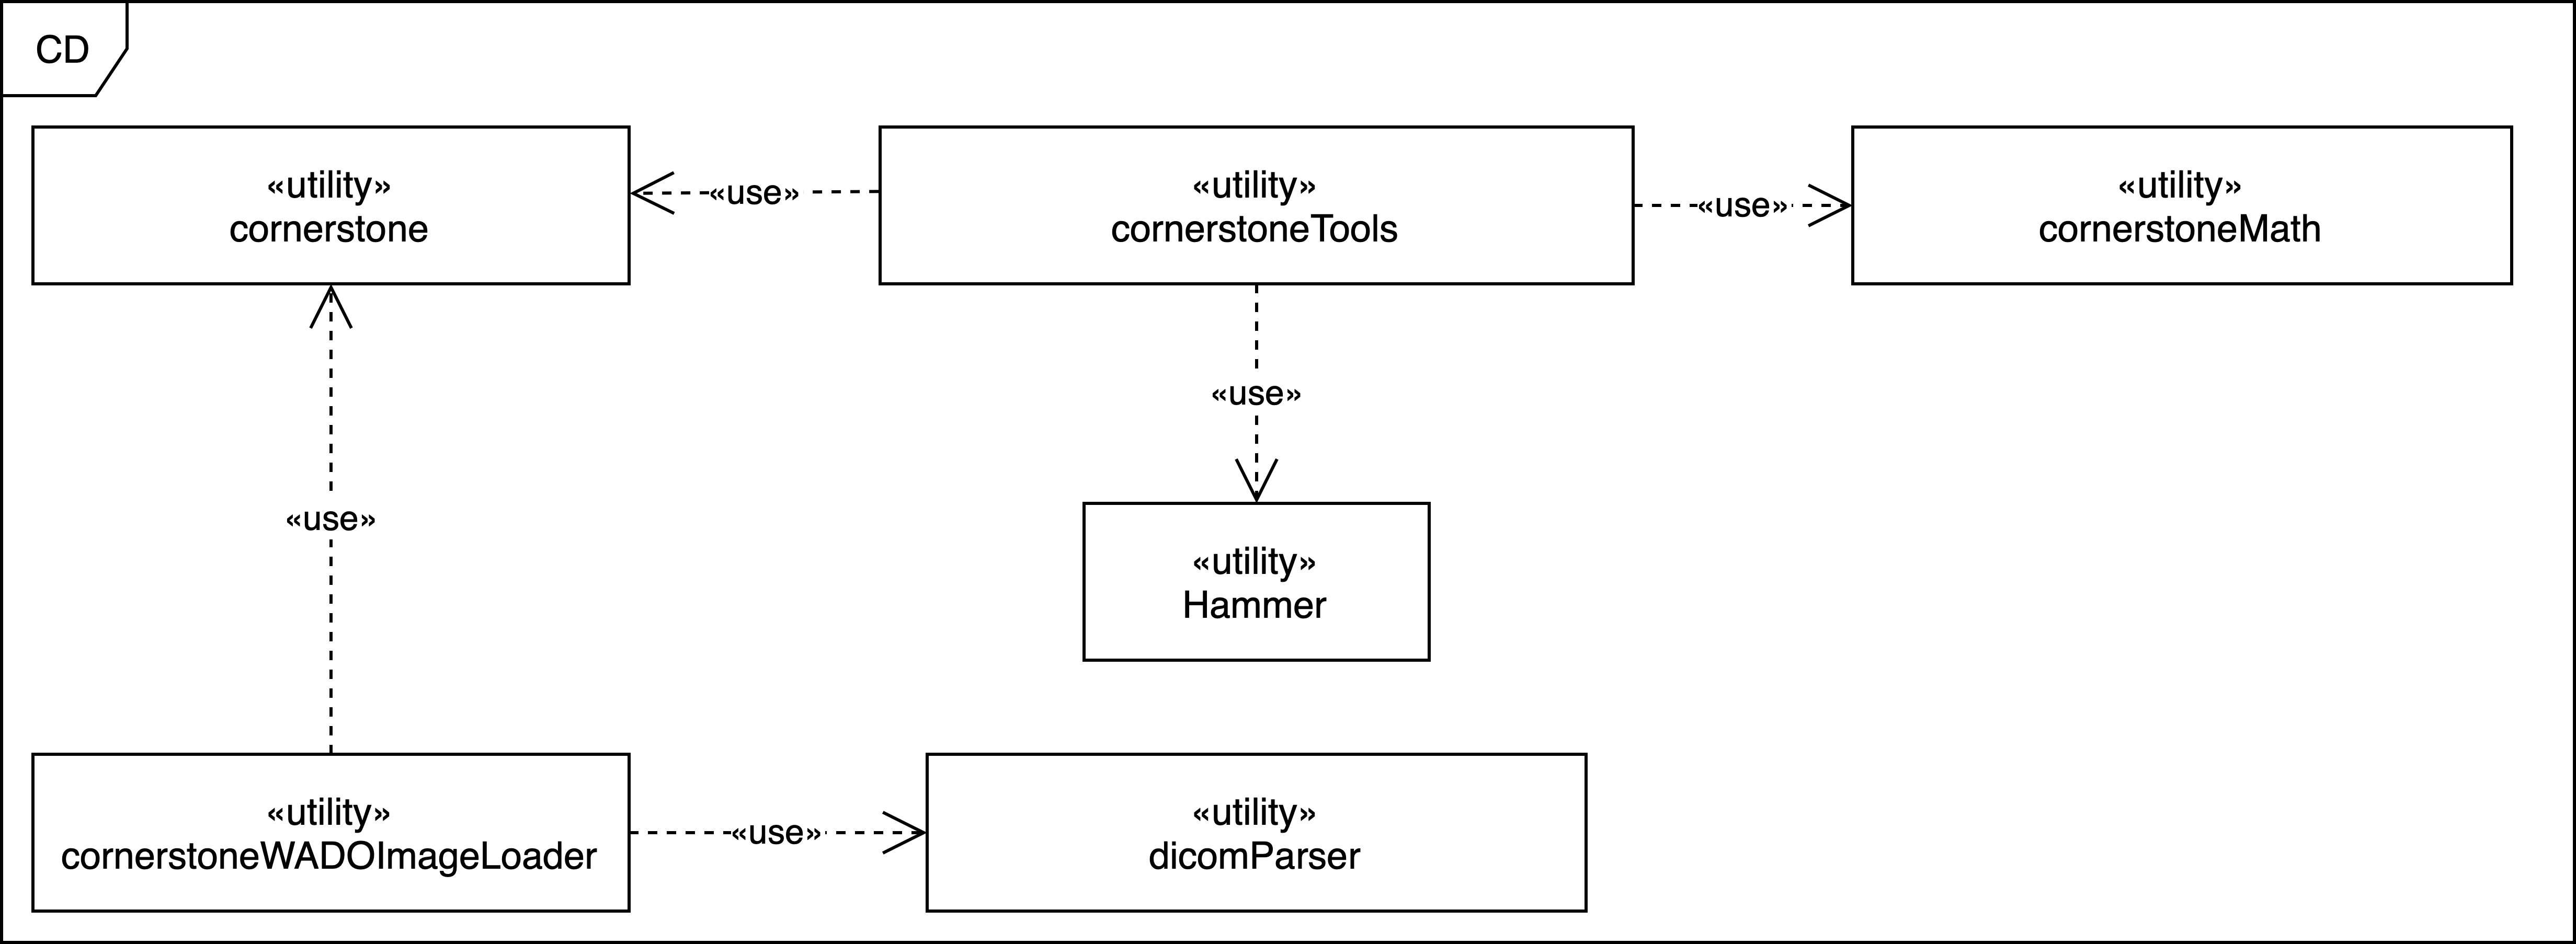 CD
«utility»
cornerstone
«use»
«utility»
cornerstoneTools
«use»
«utility»
cornerstoneMath
«use»
«use»
«utility»
Hammer
«utility»
cornerstoneWADOImageLoader
«use»
«utility»
dicomParser